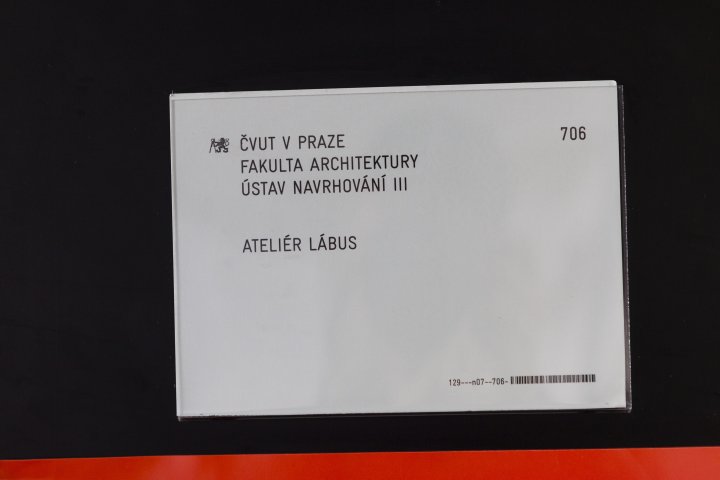 ČVUT V PRAZE
706
FAKULTA ARCHITEKTURY
ÚSTAV NAVRHOVÁNÍ III
ATELIÉR LÁBUS
129---n07--706-